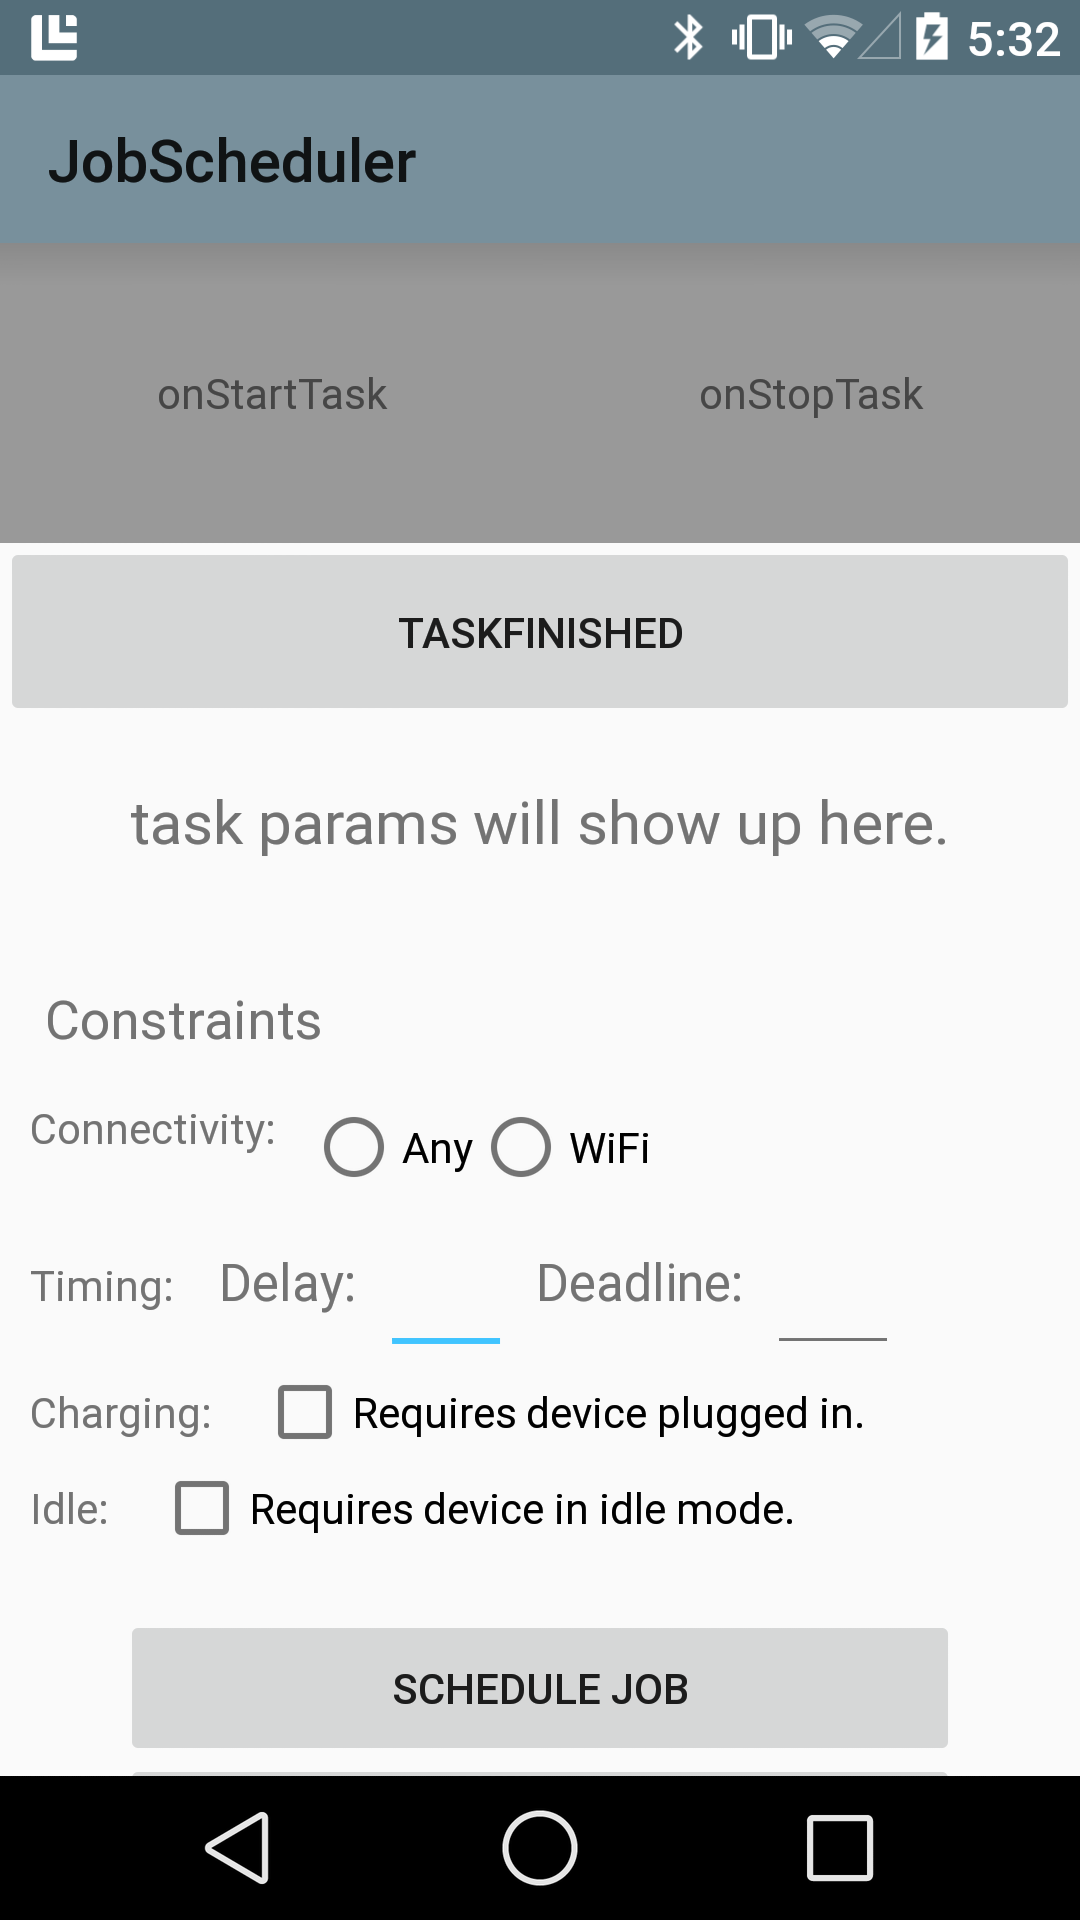 5:32
JobScheduler
onStartTask onStopTask
TASKFINISHED
task params will show up here.
Constraints
Connectivity: Any WiFi
Timing: Delay: Deadline:
Charging: Requires device plugged in.
Idle: Requires device in idle mode.
SCHEDULE JOB